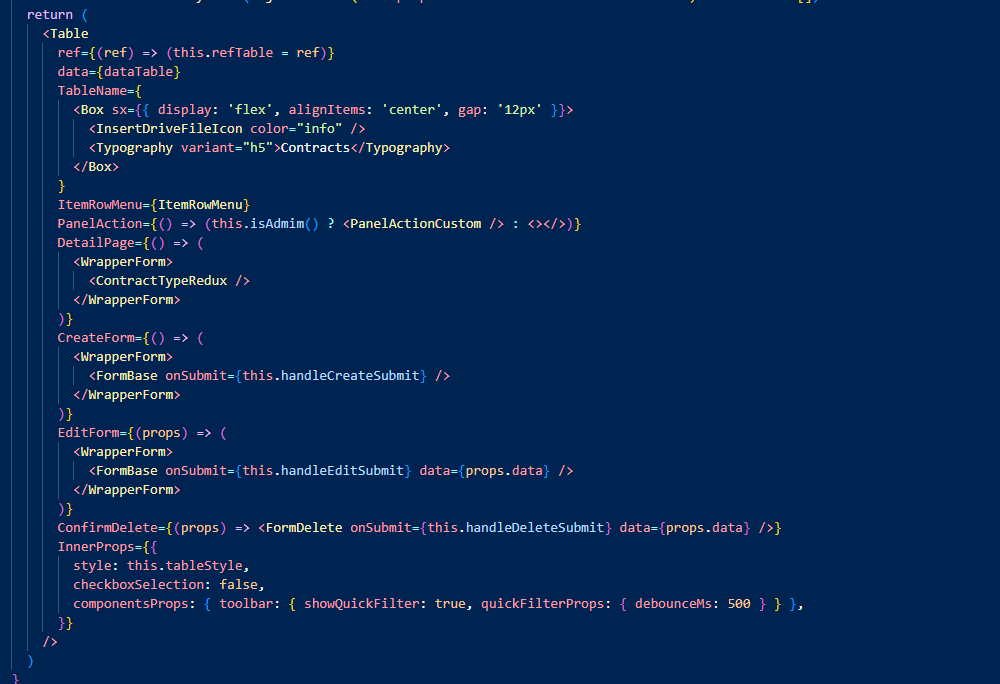 return (
<Table
ref={(ref) => (this.refTable = ref)}
data={dataTable}
TableName={
<Box sx={{ display: 'flex', alignItems: 'center', gap: '12px' }}>
<InsertDriveFileIcon color="info" />
<Typography variant="h5">Contracts</Typography>
</Box>
}
ItemRowMenu={ItemRowMenu}
PanelAction={() => (this.isAdmim() ? <PanelActionCustom /> : <></>)}
DetailPage={() => (
<WrapperForm>
<ContractTypeRedux />
</WrapperForm>
)}
CreateForm={() => (
<WrapperForm>
<FormBase onSubmit={this.handleCreateSubmit} />
</WrapperForm>
)}
EditForm={(props) => (
<WrapperForm>
<FormBase onSubmit={this.handleEditSubmit} data={props.data} />
</WrapperForm>
)}
ConfirmDelete={(props) => <FormDelete onSubmit={this.handleDeleteSubmit} data={props.data} />}
InnerProps={{
style: this.tableStyle,
checkboxSelection: false,
componentsProps: { toolbar: { showQuickFilter: true, quickFilterProps: { debounceMs: 500 } } },
}}
/>
)
}